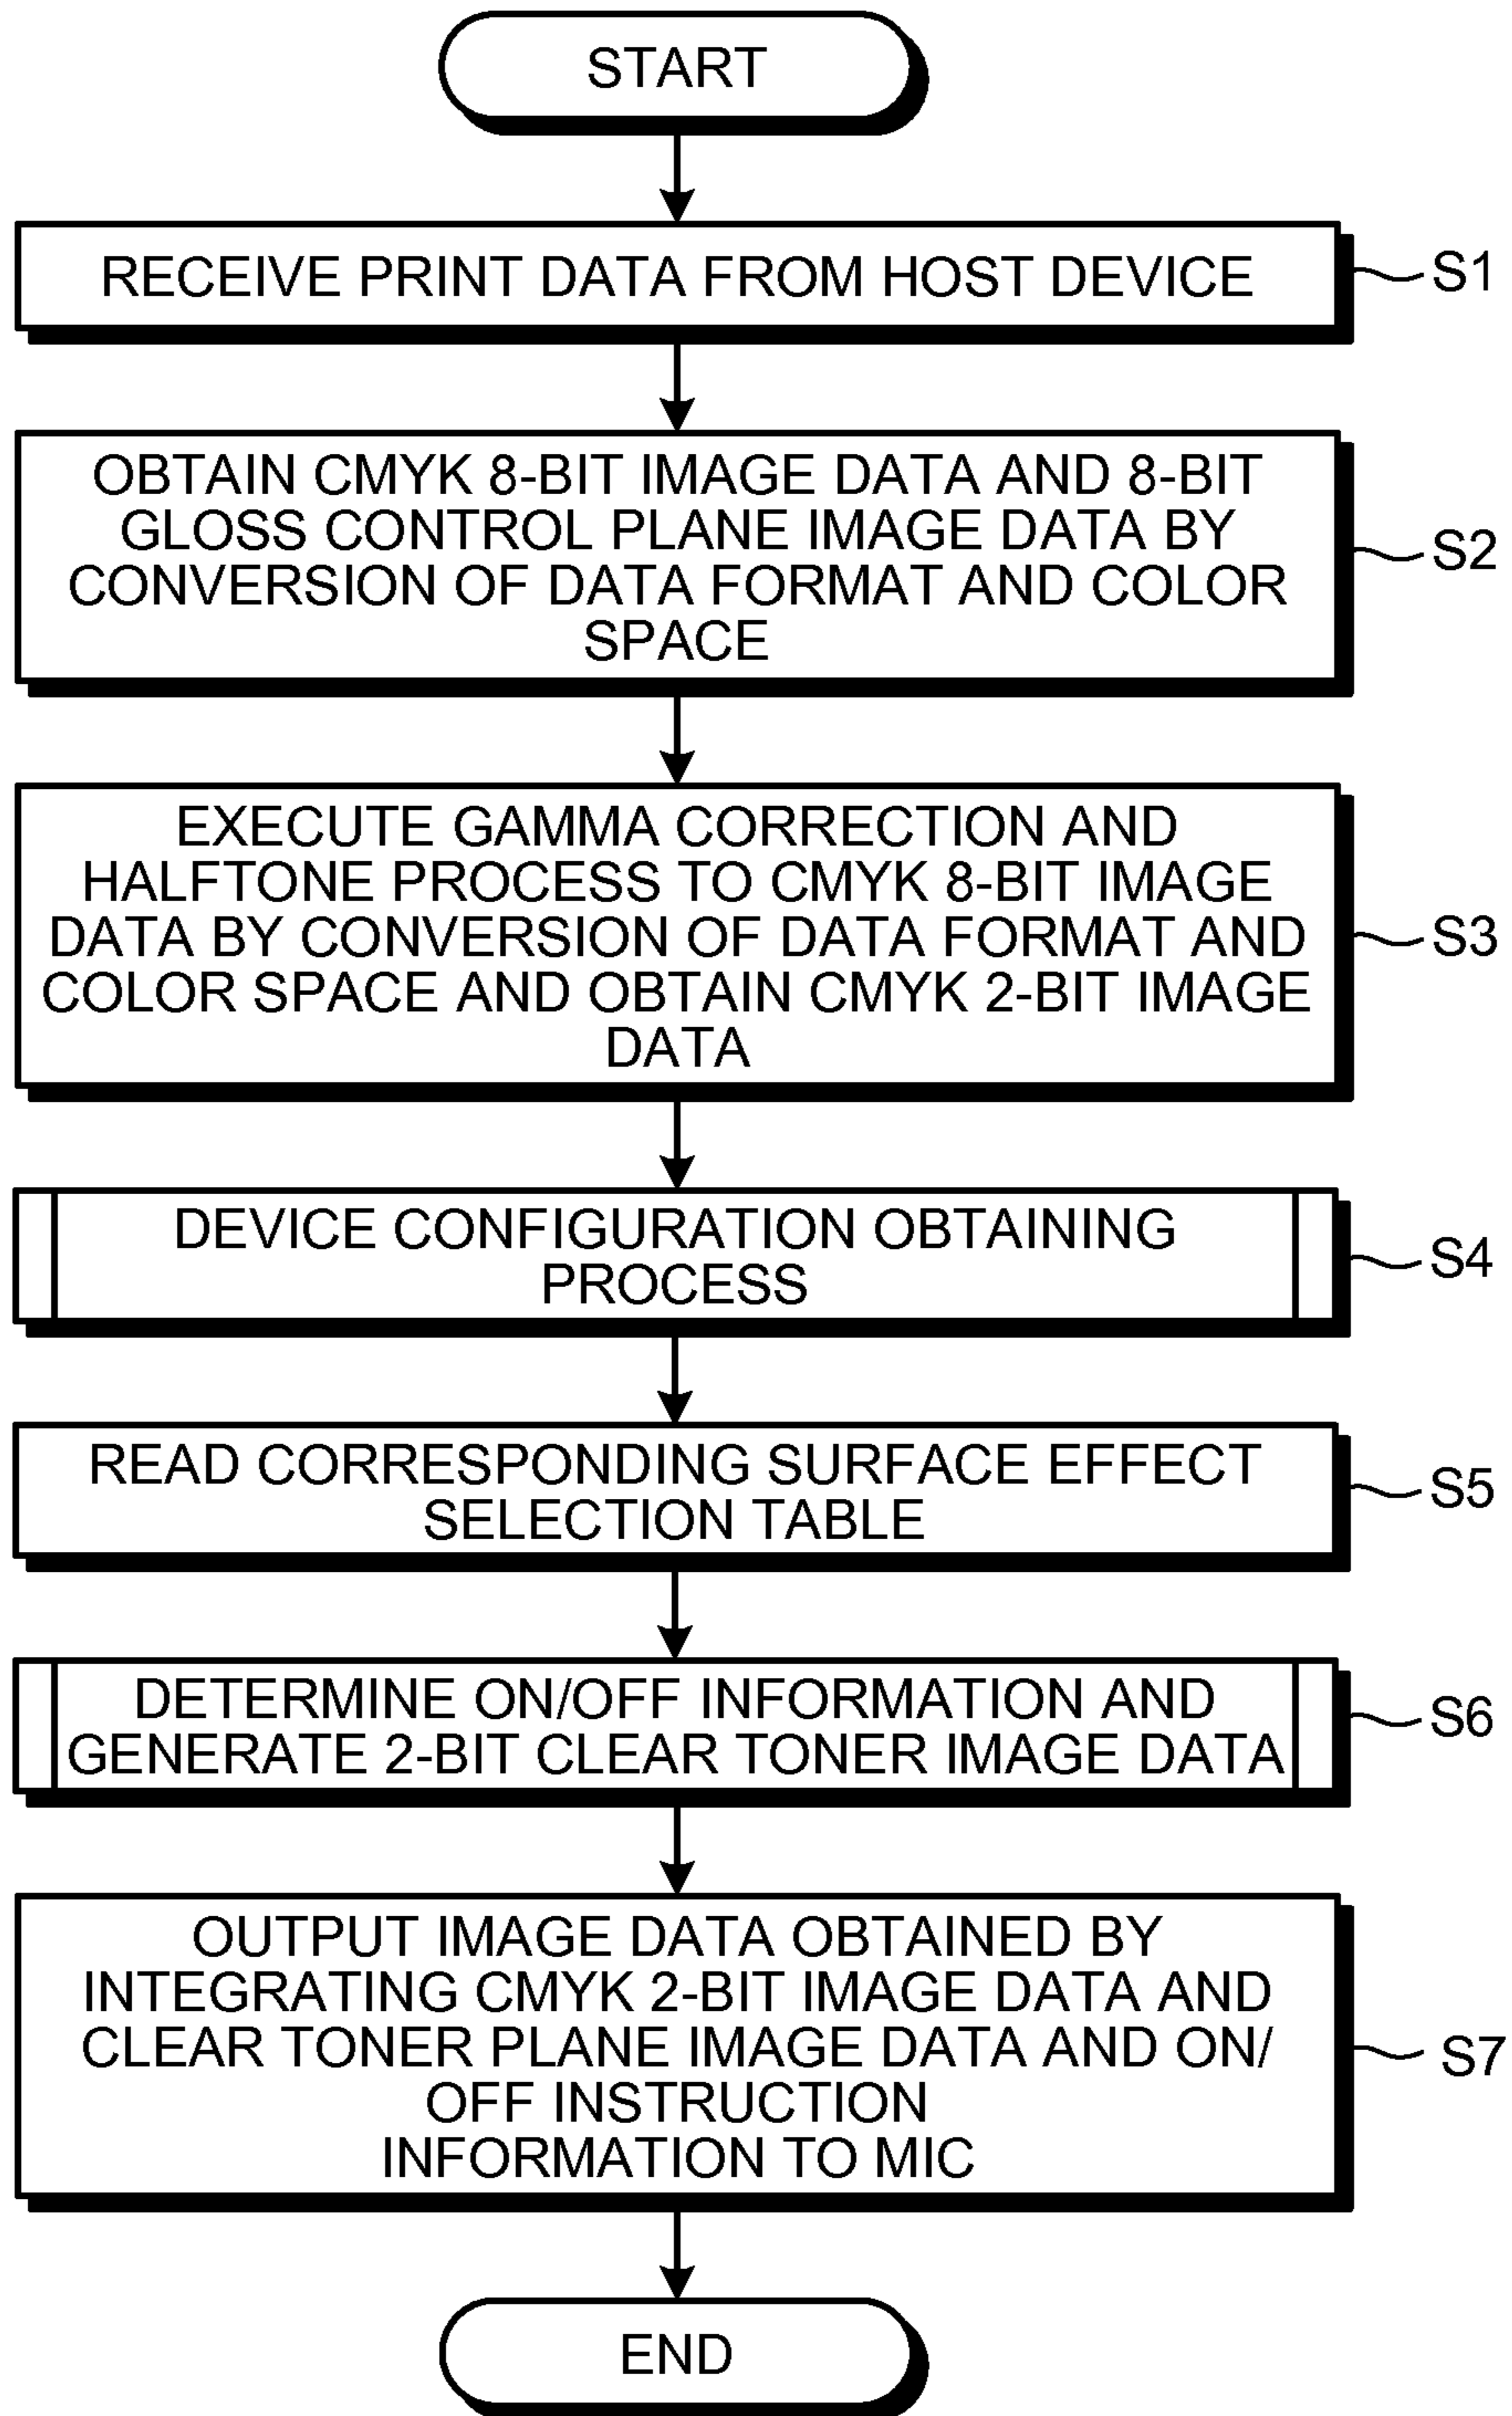 START
RECEIVE PRINT DATA FROM HOST DEVICE
S1
OBTAIN CMYK 8-BIT IMAGE DATA AND 8-BIT
GLOSS CONTROL PLANE IMAGE DATA BY
CONVERSION OF DATA FORMAT AND COLOR
SPACE
S2
EXECUTE GAMMA CORRECTION AND
HALFTONE PROCESS TO CMYK 8-BIT IMAGE
DATA BY CONVERSION OF DATA FORMAT AND
COLOR SPACE AND OBTAIN CMYK 2-BIT IMAGE
DATA
S3
DEVICE CONFIGURATION OBTAINING
PROCESS
S4
READ CORRESPONDING SURFACE EFFECT
SELECTION TABLE
S5
DETERMINE ON/OFF INFORMATION AND
GENERATE 2-BIT CLEAR TONER IMAGE DATA
S6
OUTPUT IMAGE DATA OBTAINED BY
INTEGRATING CMYK 2-BIT IMAGE DATA AND
CLEAR TONER PLANE IMAGE DATA AND ON/
OFF INSTRUCTION
INFORMATION TO MIC
S7
END